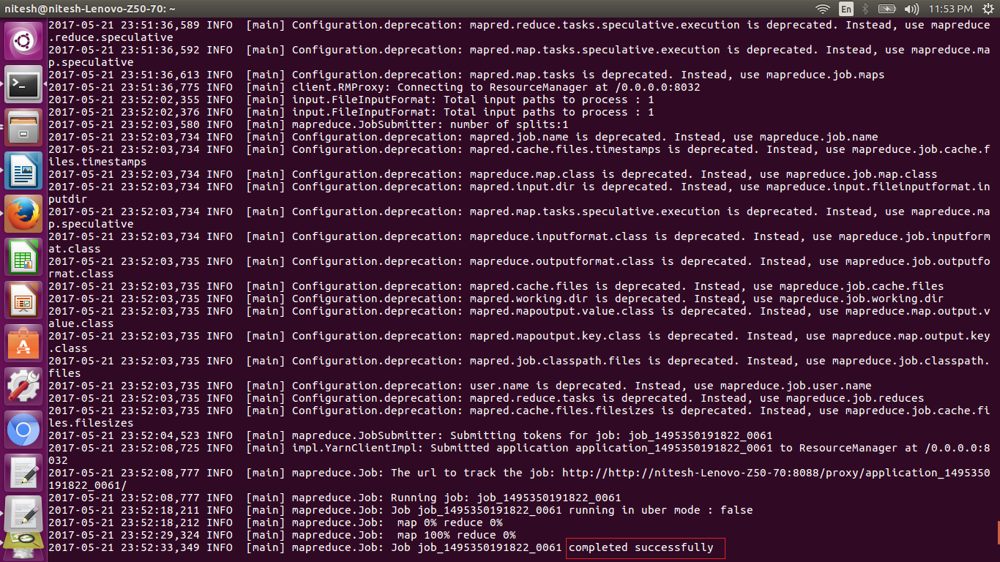 nitesh@nitesh-Lenovo-Z50-70: ~
En
11:53 PM
2017-05-21 23:51:36,589 INFO  [main] Configuration.deprecation: mapred.reduce.tasks.speculative.execution is deprecated. Instead, use mapreduce
.reduce.speculative
2017-05-21 23:51:36,592 INFO  [main] Configuration.deprecation: mapred.map.tasks.speculative.execution is deprecated. Instead, use mapreduce.ma
p.speculative
2017-05-21 23:51:36,613 INFO  [main] Configuration.deprecation: mapred.map.tasks is deprecated. Instead, use mapreduce.job.maps
2017-05-21 23:51:36,775 INFO  [main] client.RMProxy: Connecting to ResourceManager at /0.0.0.0:8032
2017-05-21 23:52:02,355 INFO  [main] input.FileInputFormat: Total input paths to process : 1
2017-05-21 23:52:02,376 INFO  [main] input.FileInputFormat: Total input paths to process : 1
2017-05-21 23:52:03,580 INFO  [main] mapreduce.JobSubmitter: number of splits:1
2017-05-21 23:52:03,734 INFO  [main] Configuration.deprecation: mapred.job.name is deprecated. Instead, use mapreduce.job.name
2017-05-21 23:52:03,734 INFO  [main] Configuration.deprecation: mapred.cache.files.timestamps is deprecated. Instead, use mapreduce.job.cache.f
iles.timestamps
2017-05-21 23:52:03,734 INFO  [main] Configuration.deprecation: mapreduce.map.class is deprecated. Instead, use mapreduce.job.map.class
2017-05-21 23:52:03,734 INFO  [main] Configuration.deprecation: mapred.input.dir is deprecated. Instead, use mapreduce.input.fileinputformat.in
putdir
2017-05-21 23:52:03,734 INFO  [main] Configuration.deprecation: mapred.map.tasks.speculative.execution is deprecated. Instead, use mapreduce.ma
p.speculative
2017-05-21 23:52:03,734 INFO  [main] Configuration.deprecation: mapreduce.inputformat.class is deprecated. Instead, use mapreduce.job.inputform
at.class
2017-05-21 23:52:03,735 INFO  [main] Configuration.deprecation: mapreduce.outputformat.class is deprecated. Instead, use mapreduce.job.outputfo
rmat.class
2017-05-21 23:52:03,735 INFO  [main] Configuration.deprecation: mapred.cache.files is deprecated. Instead, use mapreduce.job.cache.files
2017-05-21 23:52:03,735 INFO  [main] Configuration.deprecation: mapred.working.dir is deprecated. Instead, use mapreduce.job.working.dir
2017-05-21 23:52:03,735 INFO  [main] Configuration.deprecation: mapred.mapoutput.value.class is deprecated. Instead, use mapreduce.map.output.v
alue.class
2017-05-21 23:52:03,735 INFO  [main] Configuration.deprecation: mapred.mapoutput.key.class is deprecated. Instead, use mapreduce.map.output.key
.class
2017-05-21 23:52:03,735 INFO  [main] Configuration.deprecation: mapred.job.classpath.files is deprecated. Instead, use mapreduce.job.classpath.
files
2017-05-21 23:52:03,735 INFO  [main] Configuration.deprecation: user.name is deprecated. Instead, use mapreduce.job.user.name
2017-05-21 23:52:03,735 INFO  [main] Configuration.deprecation: mapred.reduce.tasks is deprecated. Instead, use mapreduce.job.reduces
2017-05-21 23:52:03,735 INFO  [main] Configuration.deprecation: mapred.cache.files.filesizes is deprecated. Instead, use mapreduce.job.cache.fi
les.filesizes
2017-05-21 23:52:04,523 INFO  [main] mapreduce.JobSubmitter: Submitting tokens for job: job_1495350191822_0061
2017-05-21 23:52:08,725 INFO  [main] impl.YarnClientImpl: Submitted application application_1495350191822_0061 to ResourceManager at /0.0.0.0:8
032
2017-05-21 23:52:08,777 INFO  [main] mapreduce.Job: The url to track the job: http://http://nitesh-Lenovo-Z50-70:8088/proxy/application_1495350
191822_0061/
2017-05-21 23:52:08,777 INFO  [main] mapreduce.Job: Running job: job_1495350191822_0061
2017-05-21 23:52:18,211 INFO  [main] mapreduce.Job: Job job_1495350191822_0061 running in uber mode : false
2017-05-21 23:52:18,212 INFO  [main] mapreduce.Job:  map 0% reduce 0%
2017-05-21 23:52:29,324 INFO  [main] mapreduce.Job:  map 100% reduce 0%
2017-05-21 23:52:33,349 INFO  [main] mapreduce.Job: Job job_1495350191822_0061 completed successfully